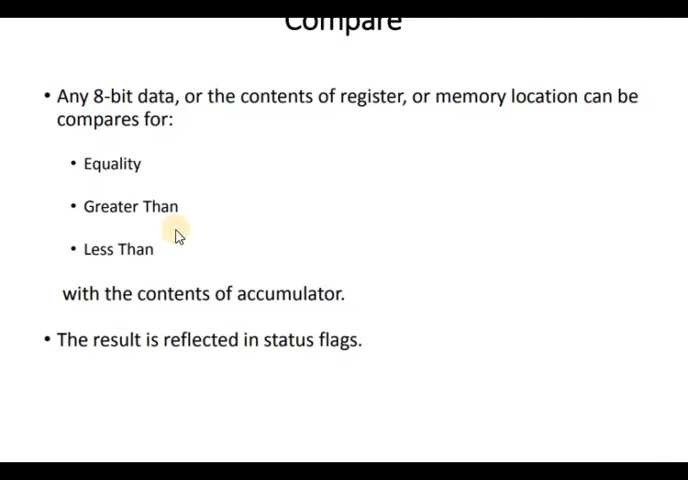 Compare
• Any 8-bit data, or the contents of register, or memory location can be
compares for:
• Equality
• Greater Than
• Less Than
with the contents of accumulator.
• The result is reflected in status flags.